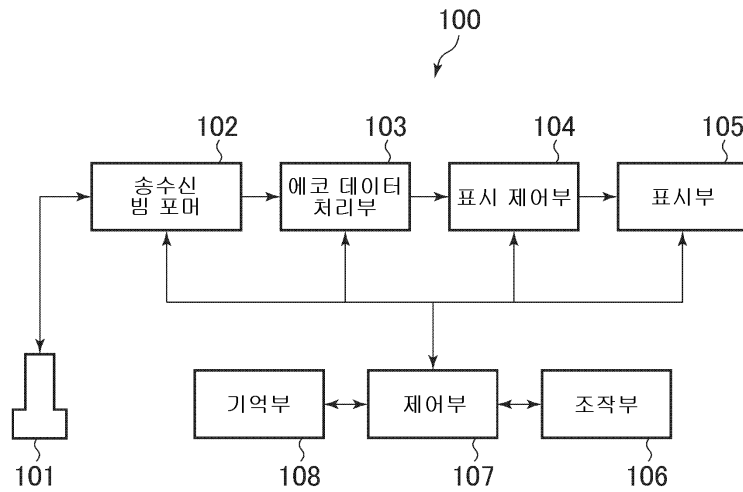 100
102
103
104
105
송수신
빔 포머
에코 데이터
처리부
표시 제어부
표시부
기억부
제어부
조작부
101
108
107
106